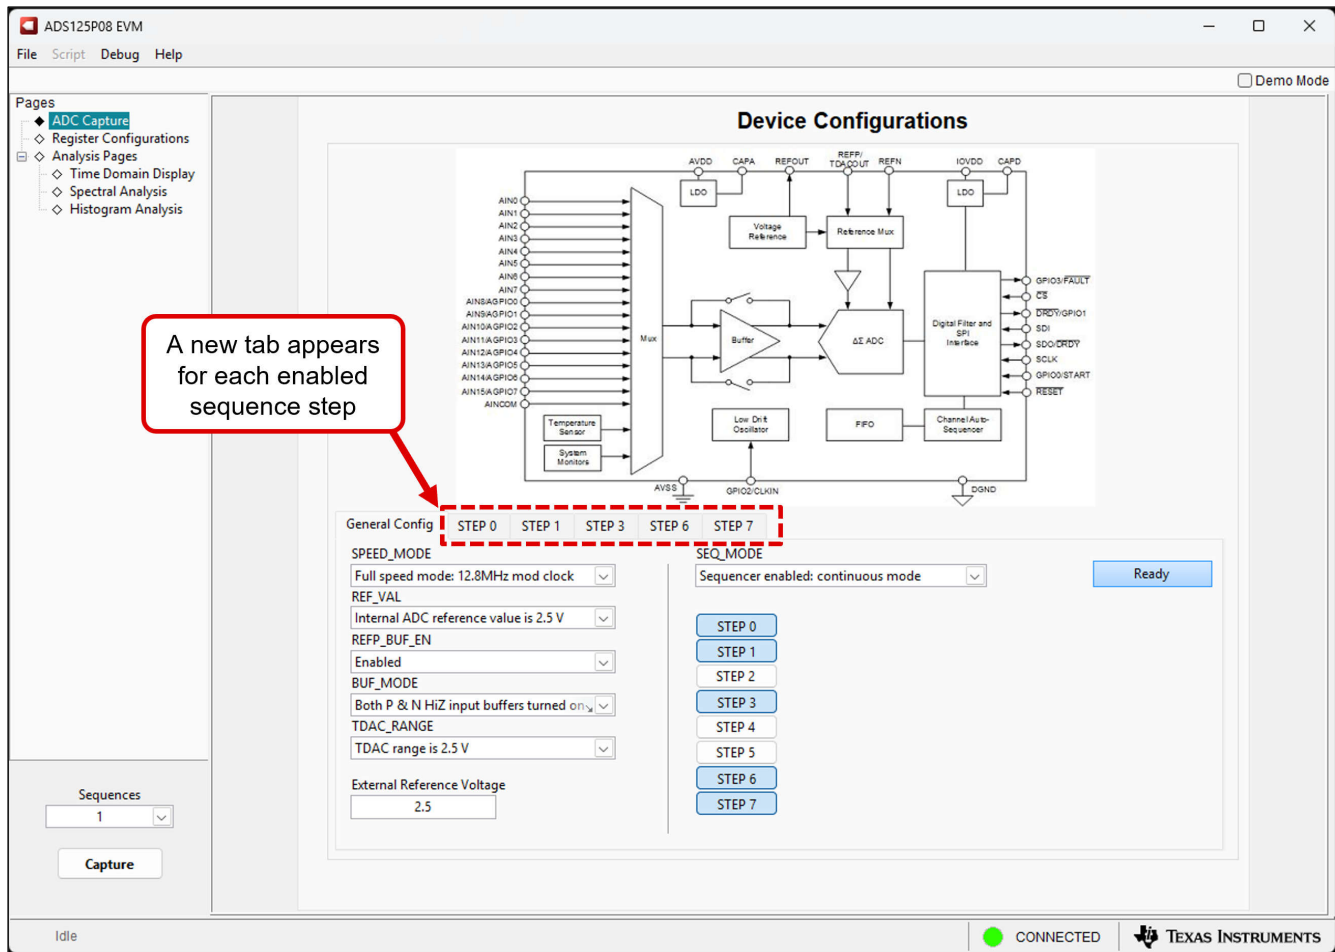 ADS125P08 EVM
File Script Debug Help
Demo Mode
Pages
ADC Capture
Register Configurations
Analysis Pages
Time Domain Display
Spectral Analysis
Histogram Analysis
Device Configurations
AVDD CAPA REFOUT REFP/ TDACOUT REFN IOVDD CAPD
LDO
LDO
AIN0
AIN1
AIN2
AIN3
AIN4
AIN5
AIN6
AIN7
AIN8/AGPIO0
AIN9/AGPIO1
AIN10/AGPIO2
AIN11/AGPIO3
AIN12/AGPIO4
AIN13/AGPIO5
AIN14/AGPIO6
AIN15/AGPIO7
AINCOM
Temperature
Sensor
System
Monitors
Mux
Voltage
Reference
Reference Mux
Buffer
ΔΣ ADC
Digital Filter and
SPI
Interface
Low Drift
Oscillator
FIFO
Channel Auto-
Sequencer
GPIO3/FAULT
CS
DRDY/GPIO1
SDI
SDO/DRDY
SCLK
GPIO0/START
RESET
AVSS
GPIO2/CLKIN
DGND
A new tab appears
for each enabled
sequence step
General Config STEP 0 STEP 1 STEP 3 STEP 6 STEP 7
SPEED_MODE
Full speed mode: 12.8MHz mod clock
REF_VAL
Internal ADC reference value is 2.5 V
REFP_BUF_EN
Enabled
BUF_MODE
Both P & N HiZ input buffers turned on
TDAC_RANGE
TDAC range is 2.5 V
External Reference Voltage
2.5
SEQ_MODE
Sequencer enabled: continuous mode
Ready
STEP 0
STEP 1
STEP 2
STEP 3
STEP 4
STEP 5
STEP 6
STEP 7
Sequences
1
Capture
Idle
CONNECTED
TEXAS INSTRUMENTS